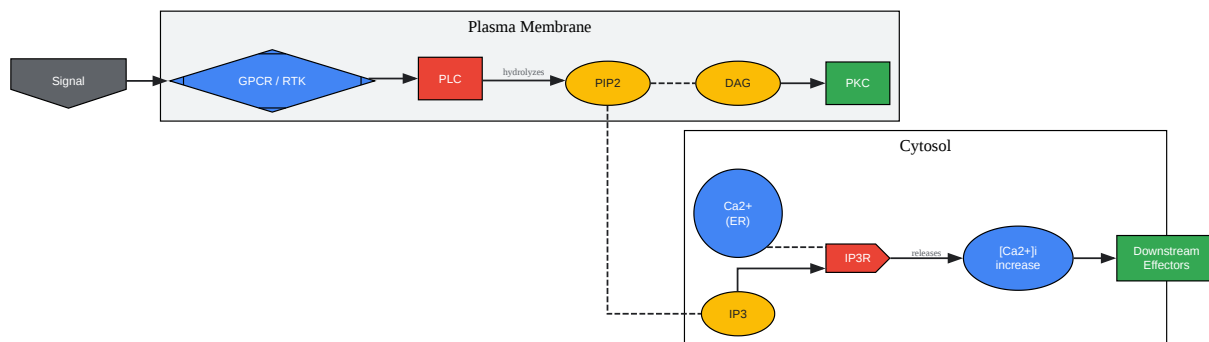 Plasma Membrane
Signal
GPCR / RTK
PLC
hydrolyzes
PIP2
DAG
PKC
Cytosol
Ca2+
(ER)
IP3R
releases
[Ca2+]i
increase
Downstream
Effectors
IP3